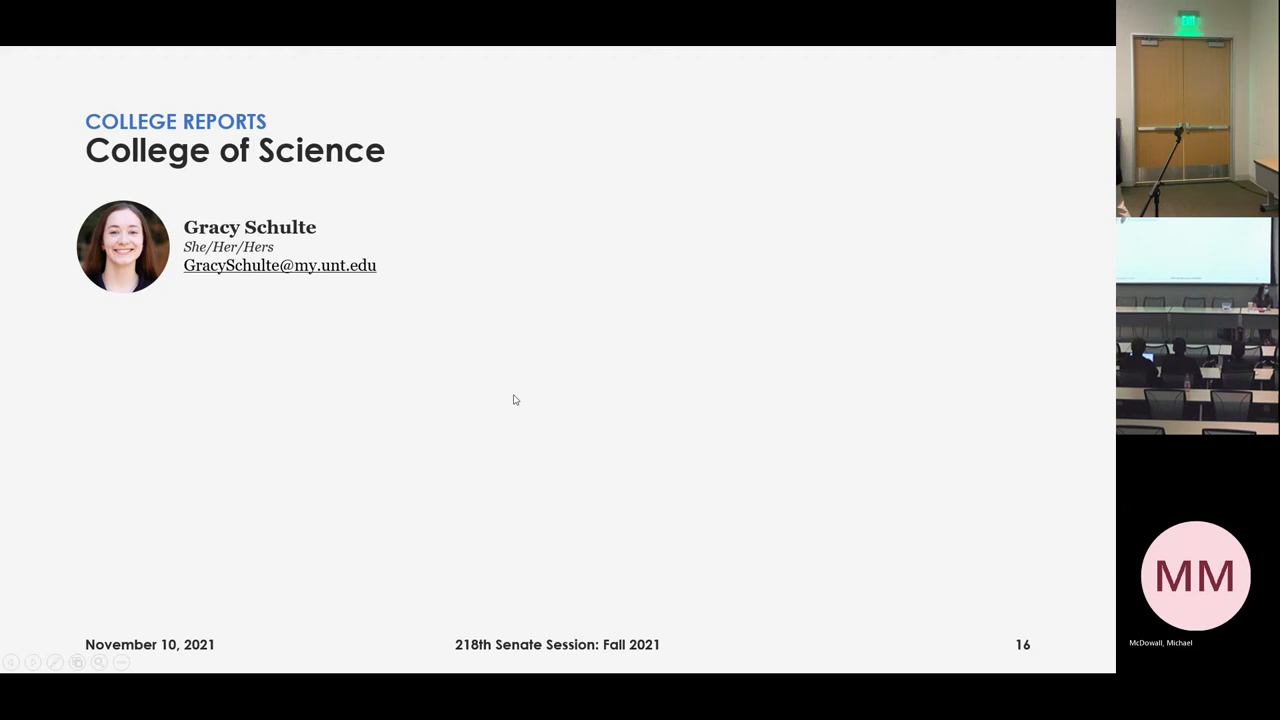 COLLEGE REPORTS
College of Science
Gracy Schulte
She/Her/Hers
GracySchulte@my.unt.edu
November 10, 2021
218th Senate Session: Fall 2021
16
MM
McDowall, Michael